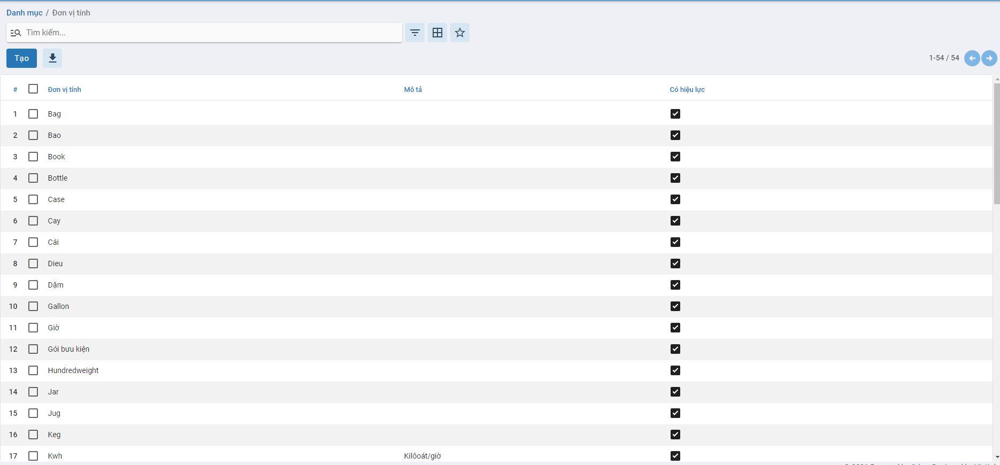 Danh mục / Đơn vị tính
Tìm kiếm...
Tạo
1-54 / 54
# Đơn vị tính Mô tả Có hiệu lực
1 Bag
2 Bao
3 Book
4 Bottle
5 Case
6 Cay
7 Cái
8 Dieu
9 Dặm
10 Gallon
11 Giờ
12 Gói bưu kiện
13 Hundredweight
14 Jar
15 Jug
16 Keg
17 Kwh Kilôoát/giờ